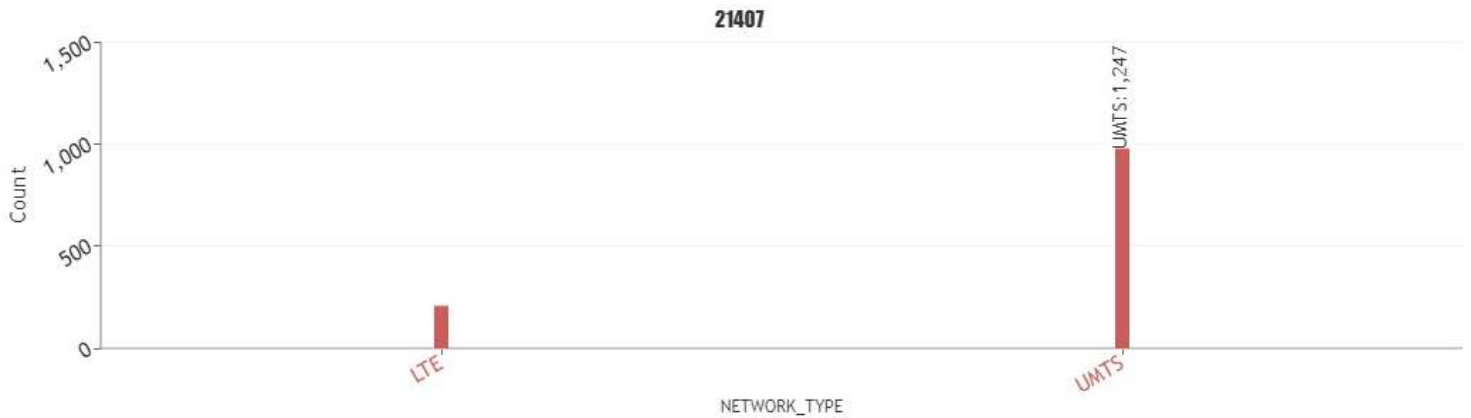 21407
1,500
1,000
500
0
Count
UMTS:1,247
LTE
UMTS
NETWORK_TYPE